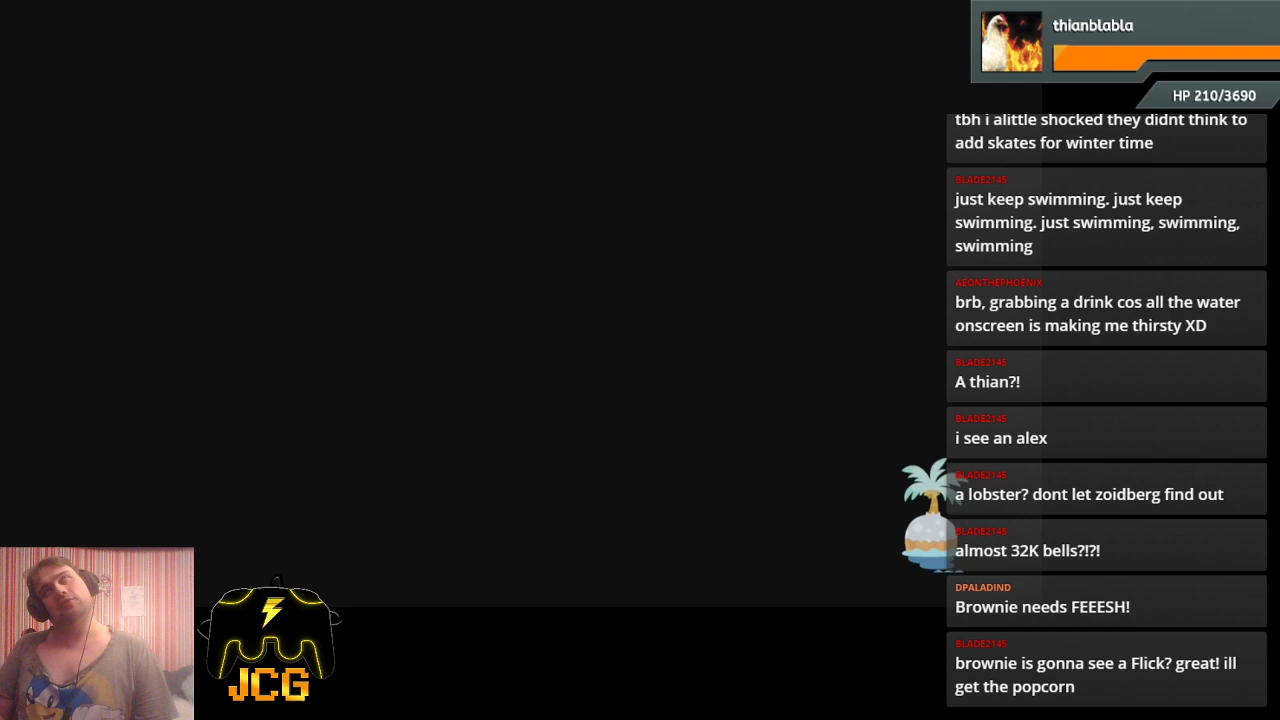 thianblabla
HP 210/3690
tbh i alittle shocked they didnt think to
add skates for winter time
BLADE2145
just keep swimming. just keep
swimming. just swimming, swimming,
swimming
AEONTHEPHOENIX
brb, grabbing a drink cos all the water
onscreen is making me thirsty XD
BLADE2145
A thian?!
BLADE2145
i see an alex
BLADE2145
a lobster? dont let zoidberg find out
BLADE2145
almost 32K bells?!?!
DPALADIND
Brownie needs FEEESH!
BLADE2145
brownie is gonna see a Flick? great! ill
get the popcorn
JCG